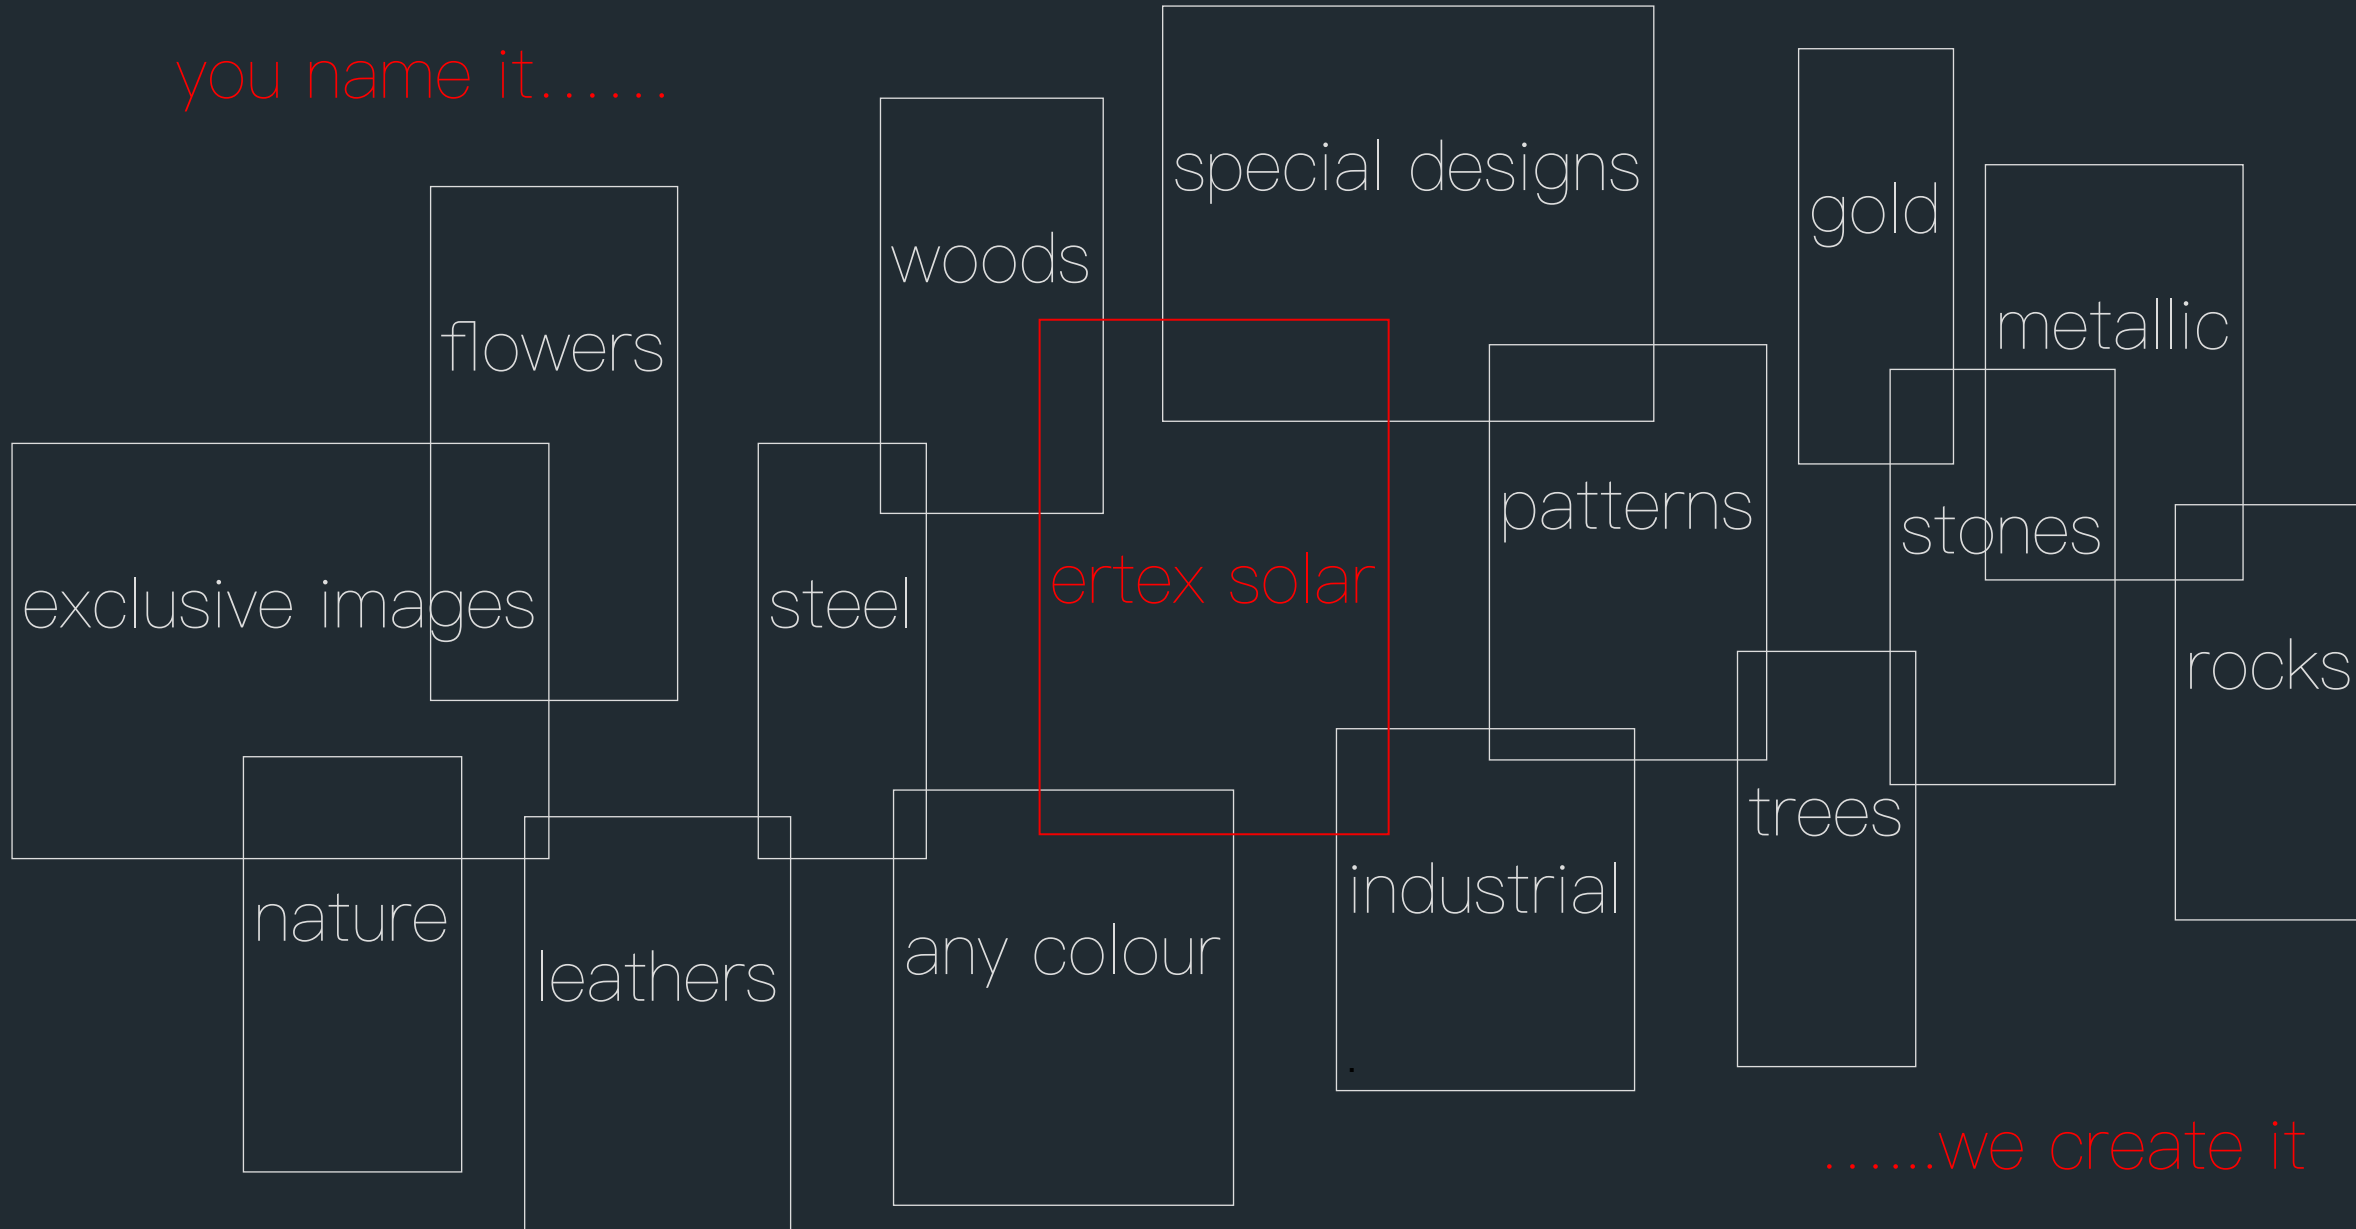 you name it......
special designs
gold
woods
metallic
flowers
patterns
stones
ertex solar
exclusive images
steel
rocks
trees
industrial
nature
any colour
leathers
......we create it